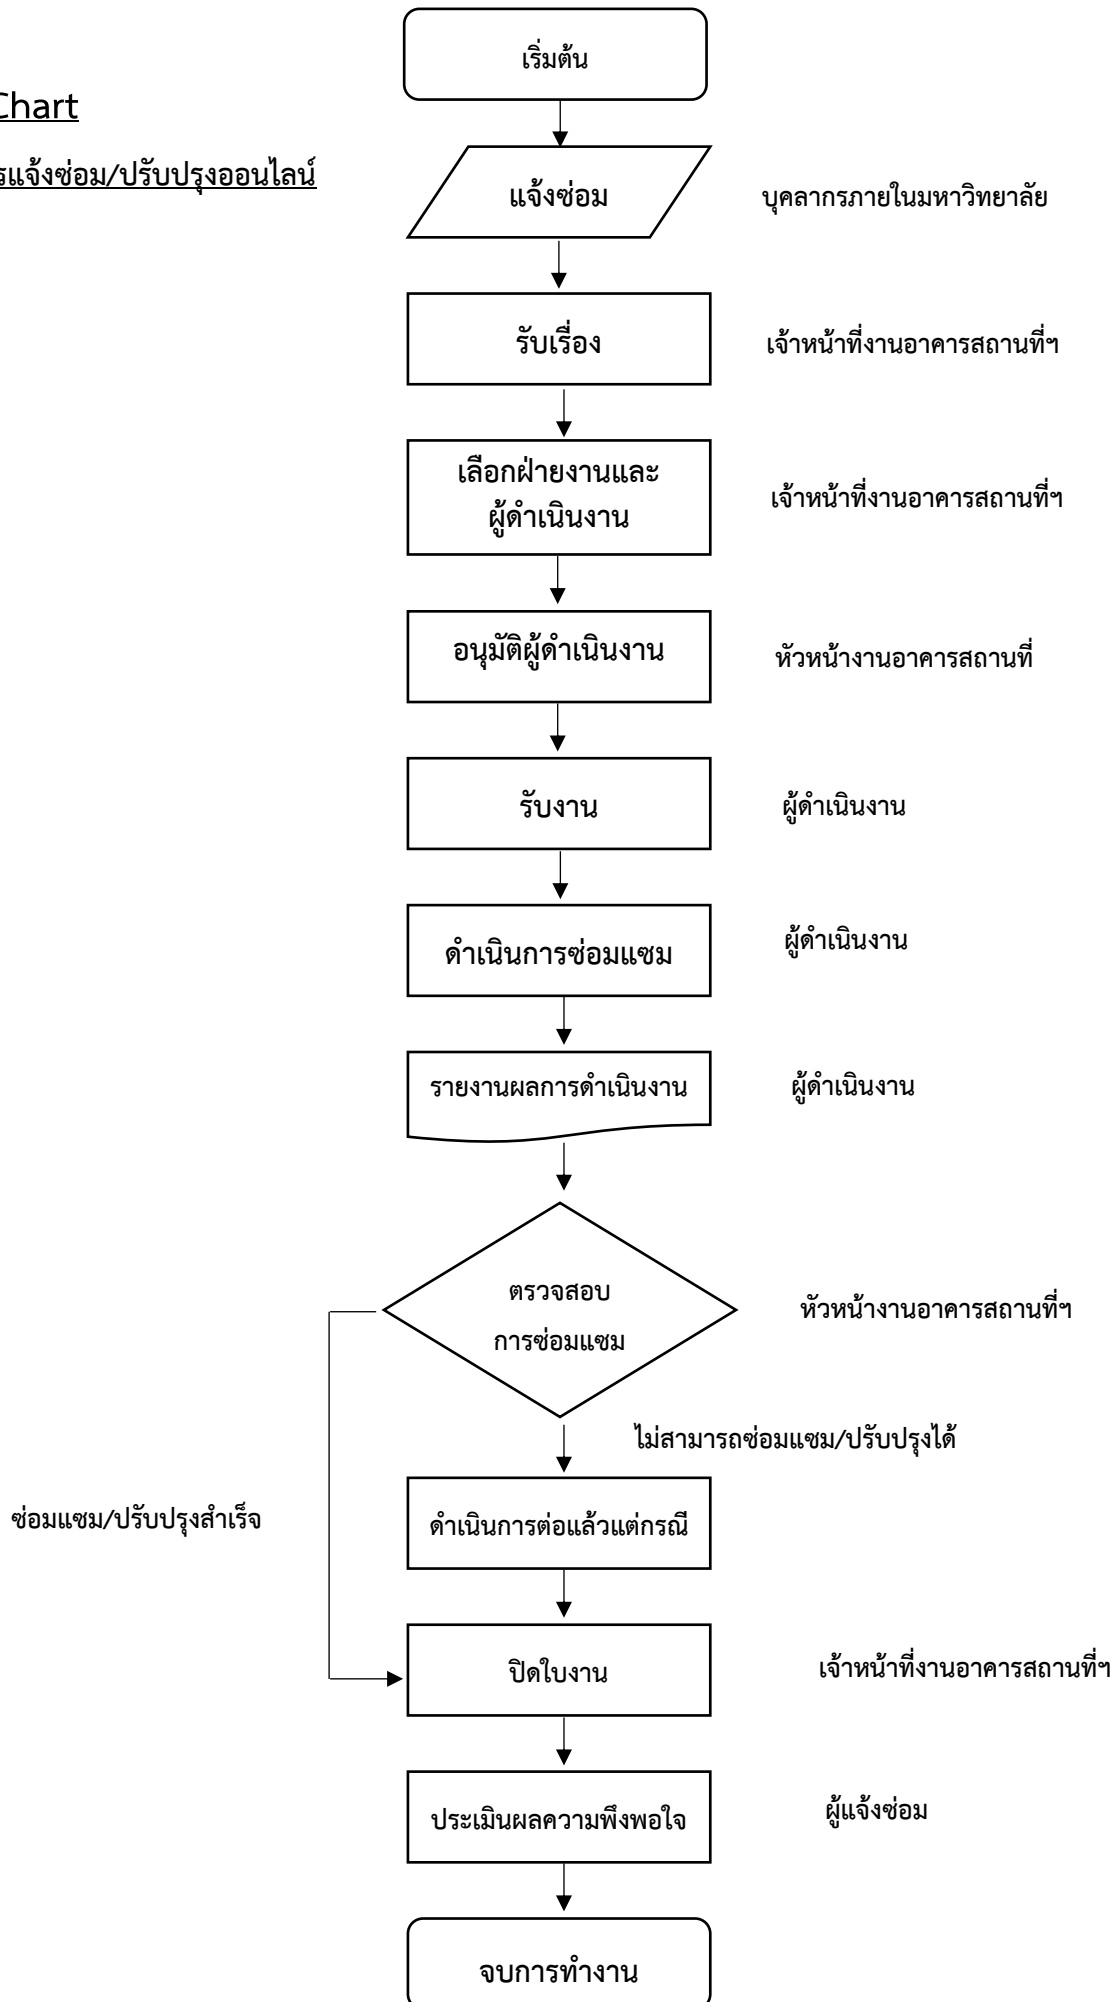 เริ่มต้น
Chart
รแจ้งซ่อม/ปรับปรุงออนไลน์
แจ้งซ่อม
บุคลากรภายในมหาวิทยาลัย
รับเรื่อง
เจ้าหน้าที่งานอาคารสถานที่ฯ
เลือกฝ่ายงานและ
ผู้ดำเนินงาน
เจ้าหน้าที่งานอาคารสถานที่ฯ
อนุมัติผู้ดำเนินงาน
หัวหน้างานอาคารสถานที่
รับงาน
ผู้ดำเนินงาน
ดำเนินการซ่อมแซม
ผู้ดำเนินงาน
รายงานผลการดำเนินงาน
ผู้ดำเนินงาน
ตรวจสอบ
การซ่อมแซม
หัวหน้างานอาคารสถานที่ฯ
ไม่สามารถซ่อมแซม/ปรับปรุงได้
ซ่อมแซม/ปรับปรุงสำเร็จ
ดำเนินการต่อแล้วแต่กรณี
ปิดใบงาน
เจ้าหน้าที่งานอาคารสถานที่ฯ
ประเมินผลความพึงพอใจ
ผู้แจ้งซ่อม
จบการทำงาน